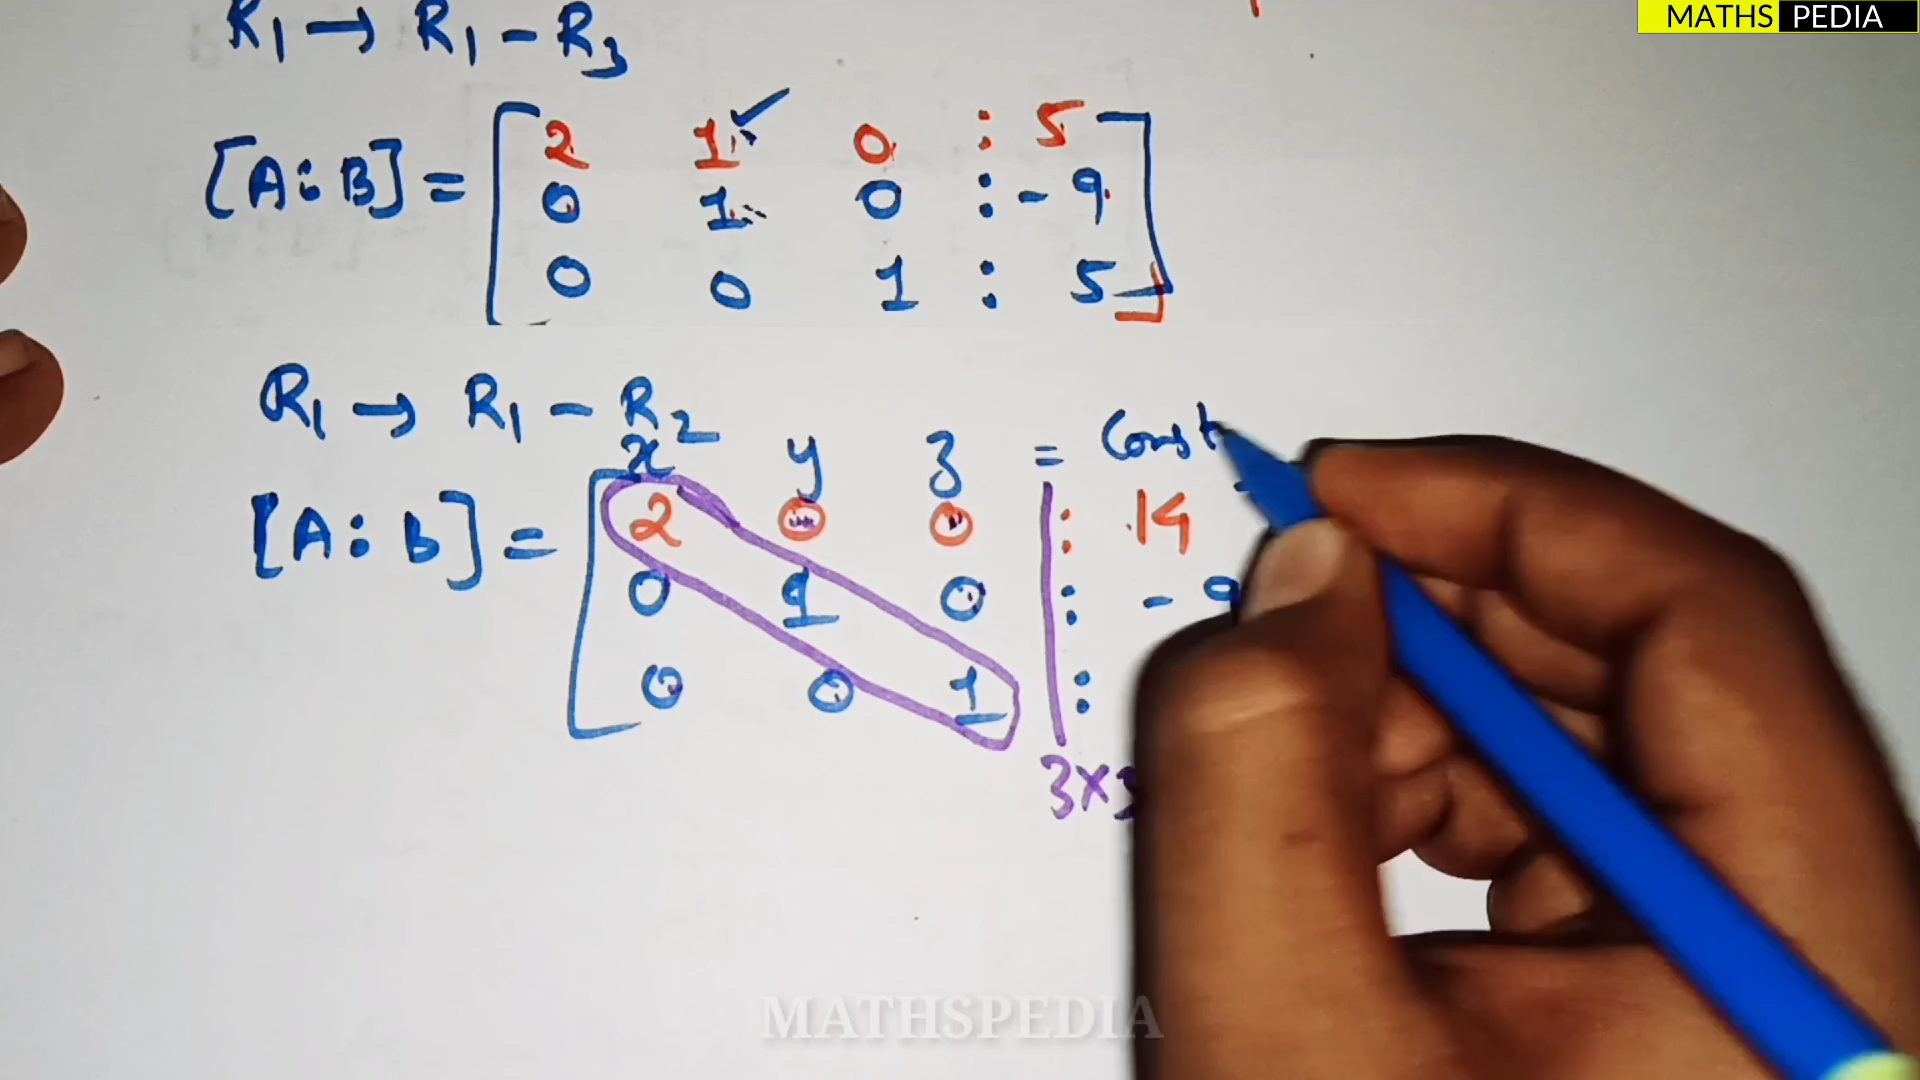 MATHS PEDIA
R1 → R1 - R3
[A : B] = [ 2 1 ✓ 0 : 5
0 1 0 : - 9
0 0 1 : 5 ]
R1 → R1 - R2
x y z = Const
[A : B] = [ 2 0 0 : 14
0 1 0 : - 9
0 0 1 :
3×3
MATHSPEDIA